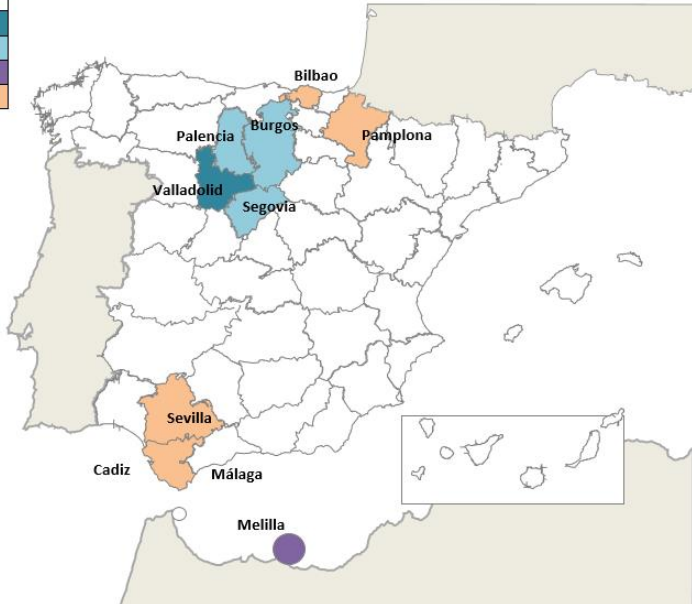 Bilbao
Burgos
Palencia
Pamplona
Valladolid
Segovia
Sevilla
Cadiz
Málaga
Melilla